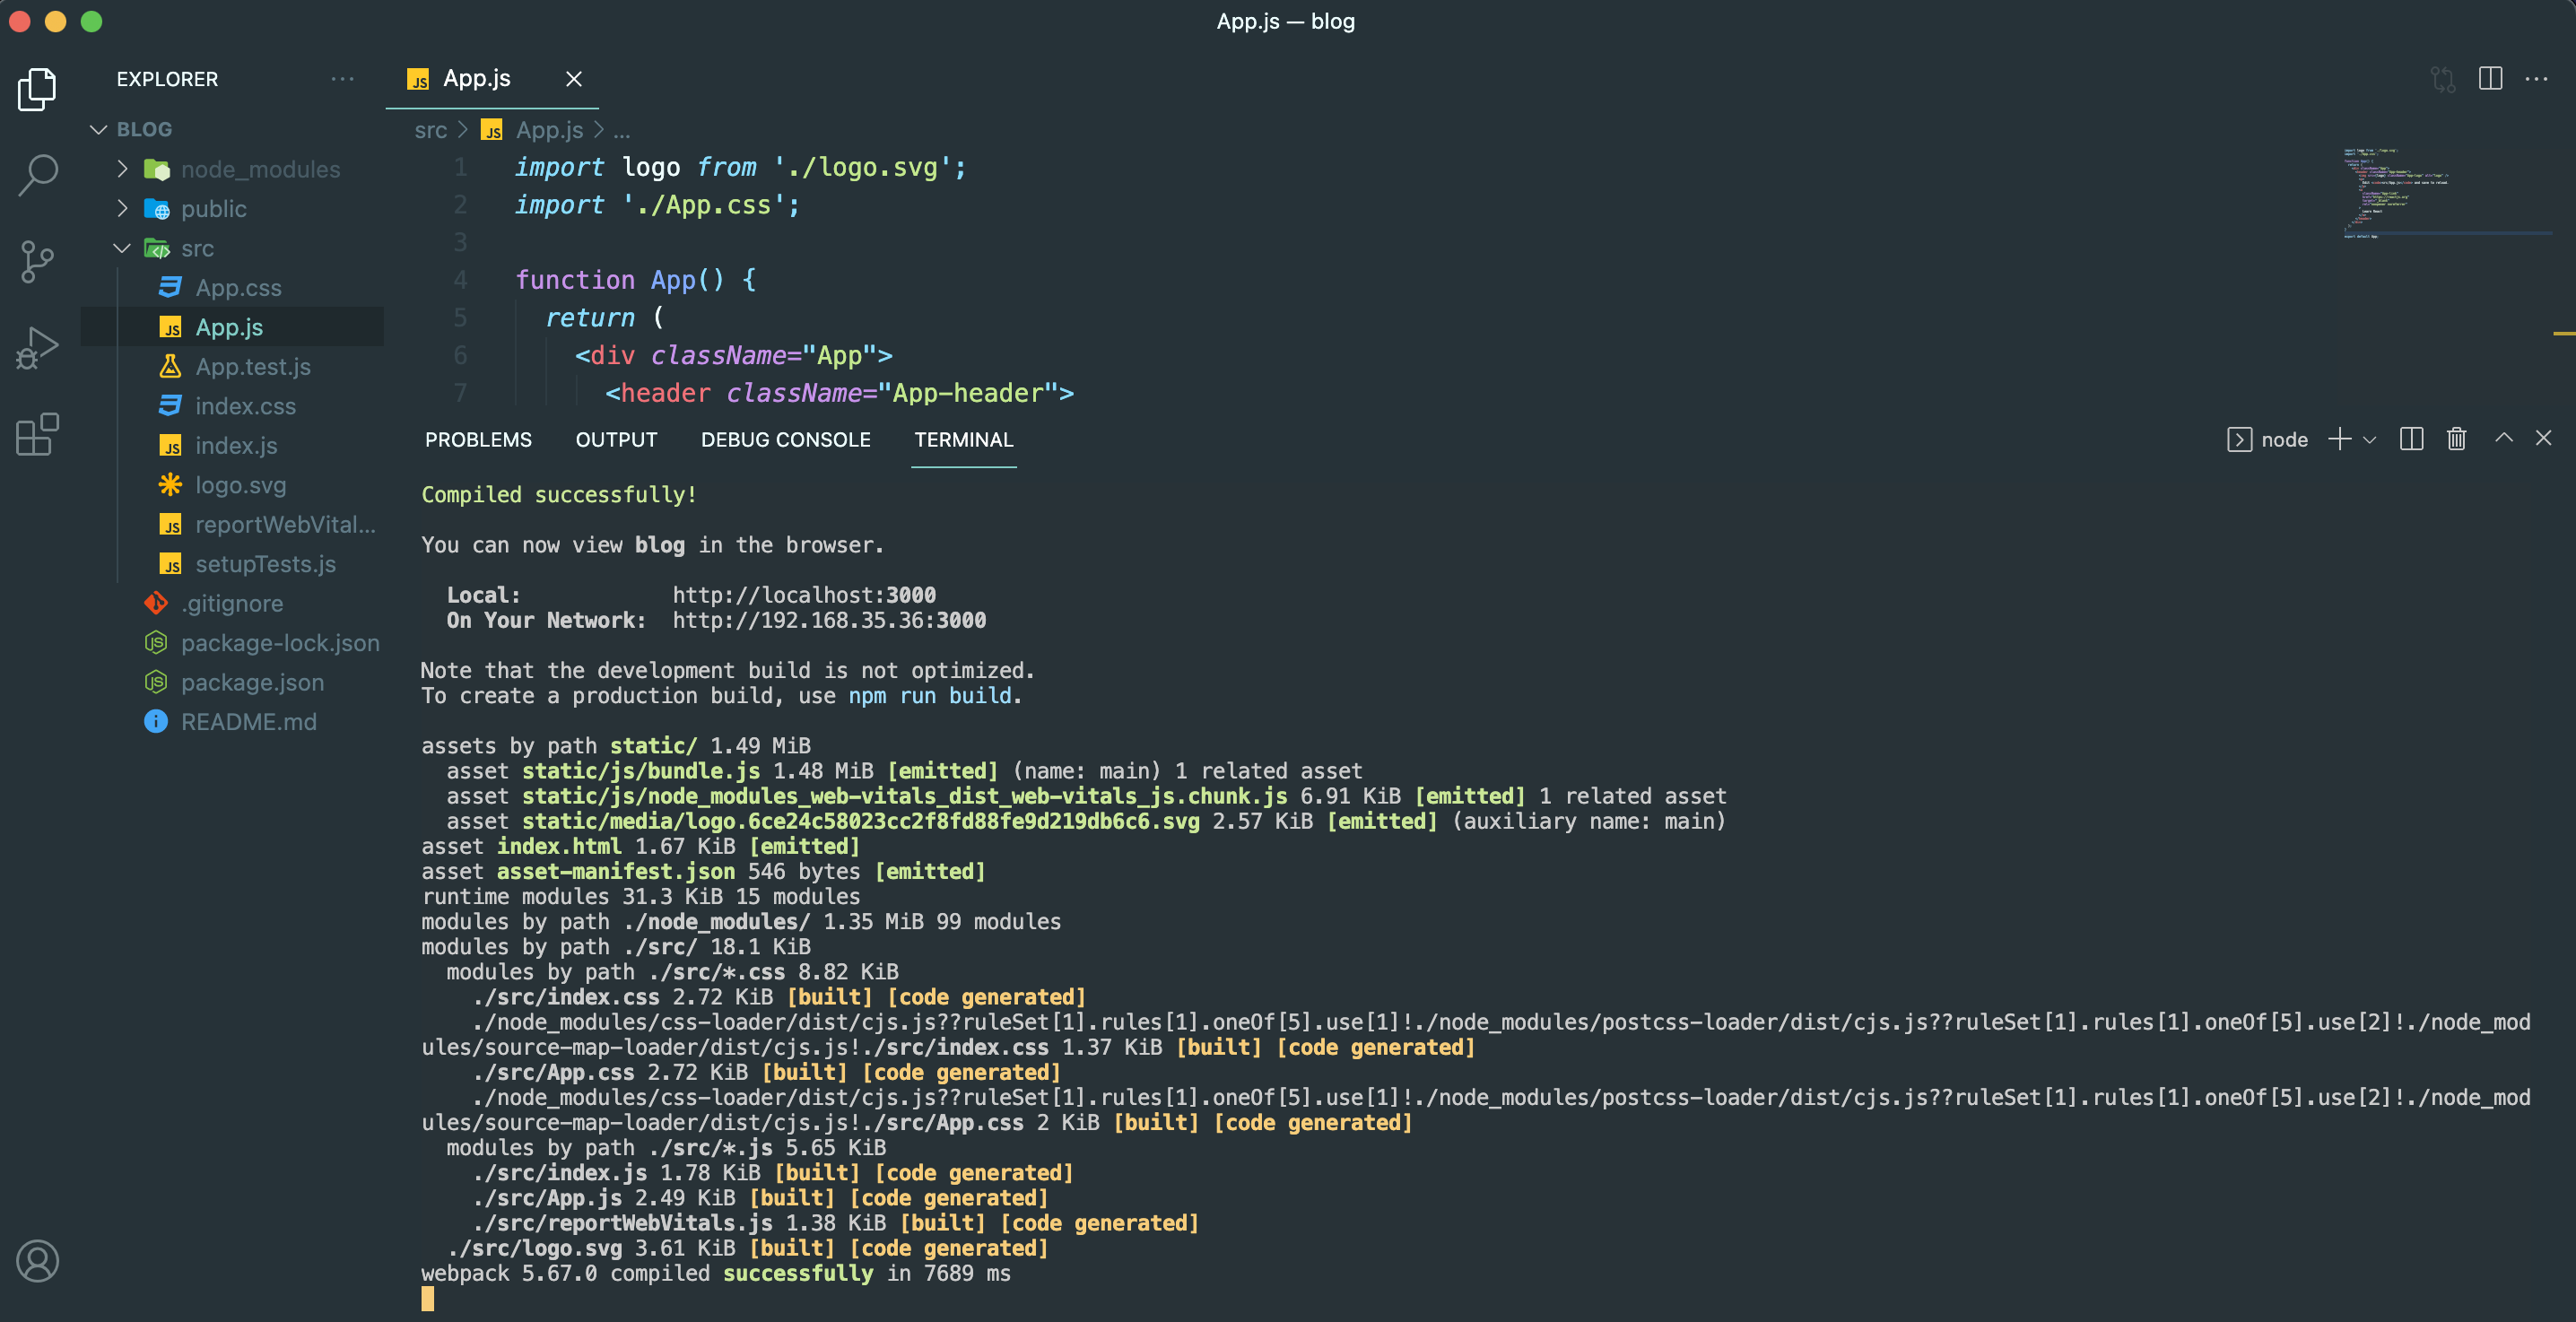 App.js — blog
EXPLORER
App.js
BLOG
src > App.js > ...
node_modules
public
src
App.css
App.js
App.test.js
index.css
index.js
logo.svg
reportWebVital...
setupTests.js
.gitignore
package-lock.json
package.json
README.md
1 import logo from './logo.svg';
2 import './App.css';
3
4 function App() {
5 return (
6 <div className="App">
7 <header className="App-header">
PROBLEMS OUTPUT DEBUG CONSOLE TERMINAL
node
Compiled successfully!
You can now view blog in the browser.
Local: http://localhost:3000
On Your Network: http://192.168.35.36:3000
Note that the development build is not optimized.
To create a production build, use npm run build.
assets by path static/ 1.49 MiB
asset static/js/bundle.js 1.48 MiB [emitted] (name: main) 1 related asset
asset static/js/node_modules_web-vitals_dist_web-vitals_js.chunk.js 6.91 KiB [emitted] 1 related asset
asset static/media/logo.6ce24c58023cc2f8fd88fe9d219db6c6.svg 2.57 KiB [emitted] (auxiliary name: main)
asset index.html 1.67 KiB [emitted]
asset asset-manifest.json 546 bytes [emitted]
runtime modules 31.3 KiB 15 modules
modules by path ./node_modules/ 1.35 MiB 99 modules
modules by path ./src/ 18.1 KiB
modules by path ./src/*.css 8.82 KiB
./src/index.css 2.72 KiB [built] [code generated]
./node_modules/css-loader/dist/cjs.js??ruleSet[1].rules[1].oneOf[5].use[1]!./node_modules/postcss-loader/dist/cjs.js??ruleSet[1].rules[1].oneOf[5].use[2]!./node_mod
ules/source-map-loader/dist/cjs.js!./src/index.css 1.37 KiB [built] [code generated]
./src/App.css 2.72 KiB [built] [code generated]
./node_modules/css-loader/dist/cjs.js??ruleSet[1].rules[1].oneOf[5].use[1]!./node_modules/postcss-loader/dist/cjs.js??ruleSet[1].rules[1].oneOf[5].use[2]!./node_mod
ules/source-map-loader/dist/cjs.js!./src/App.css 2 KiB [built] [code generated]
modules by path ./src/*.js 5.65 KiB
./src/index.js 1.78 KiB [built] [code generated]
./src/App.js 2.49 KiB [built] [code generated]
./src/reportWebVitals.js 1.38 KiB [built] [code generated]
./src/logo.svg 3.61 KiB [built] [code generated]
webpack 5.67.0 compiled successfully in 7689 ms